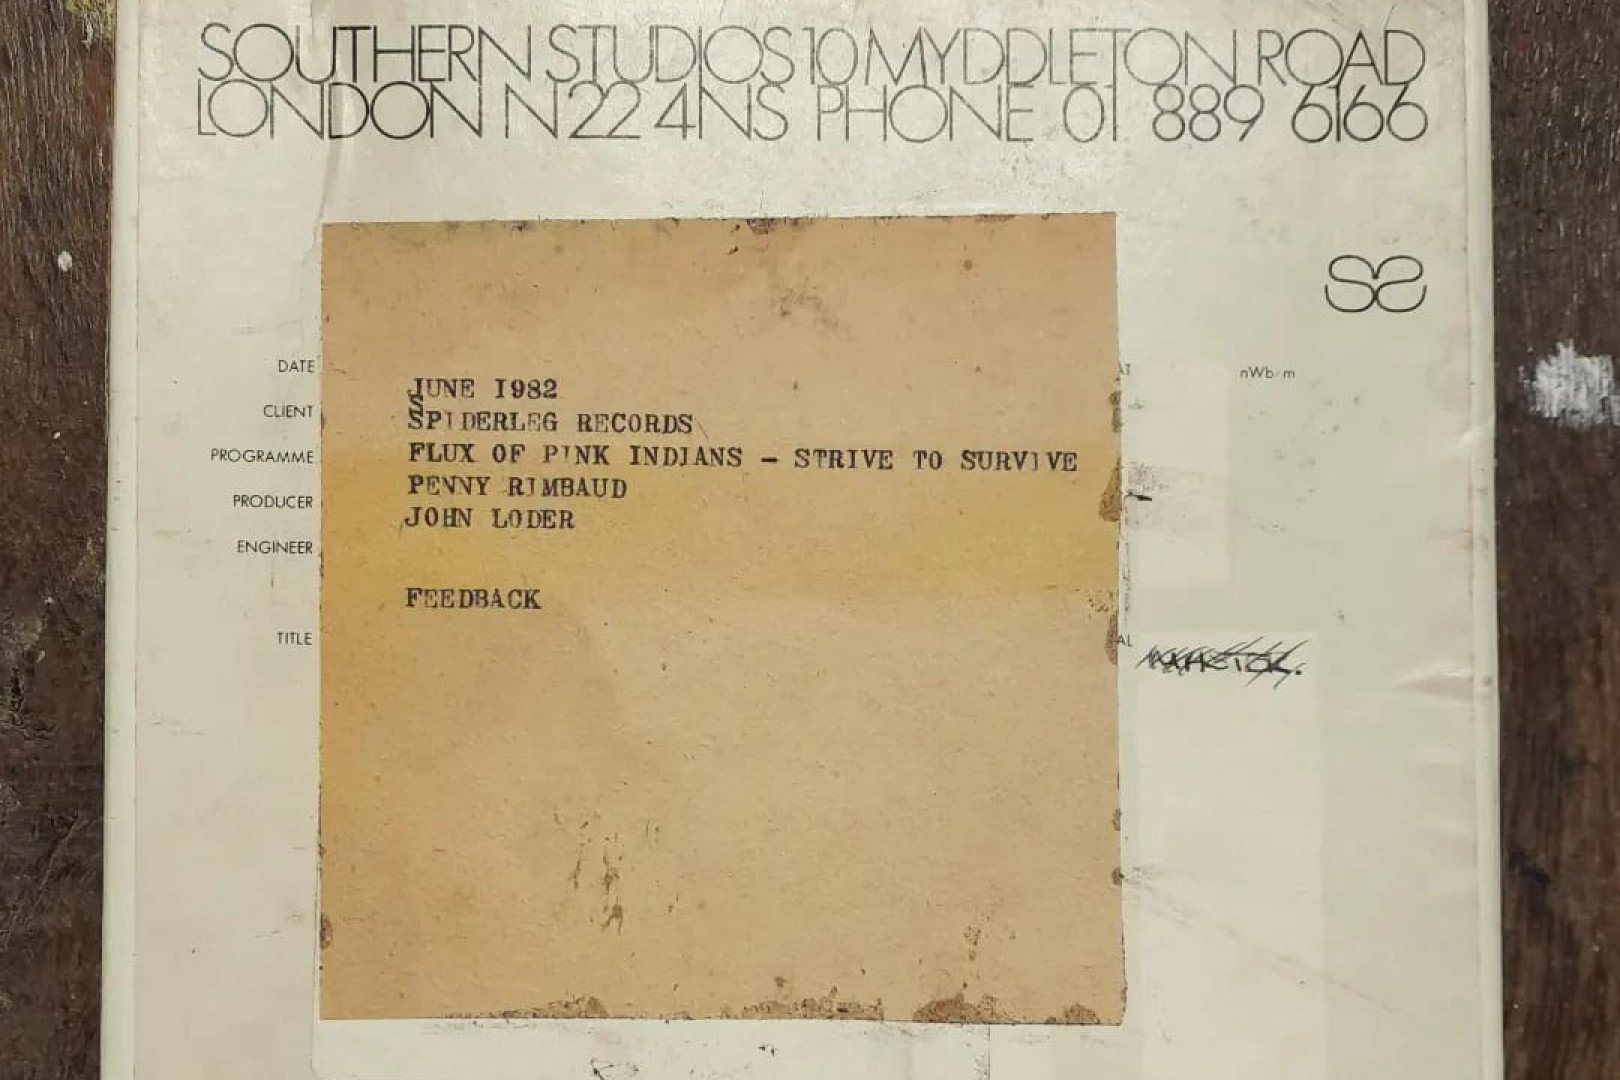 SOUTHERN STUDIOS 10 MYDDLETON ROAD
LONDON N22 4NS PHONE 01 889 6166
SS
DATE
nWb/m
JUNE 1982
CLIENT
SPIDERLEG RECORDS
PROGRAMME
FLUX OF PINK INDIANS - STRIVE TO SURVIVE
PENNY RIMBAUD
PRODUCER
JOHN LODER
ENGINEER
FEEDBACK
TITLE